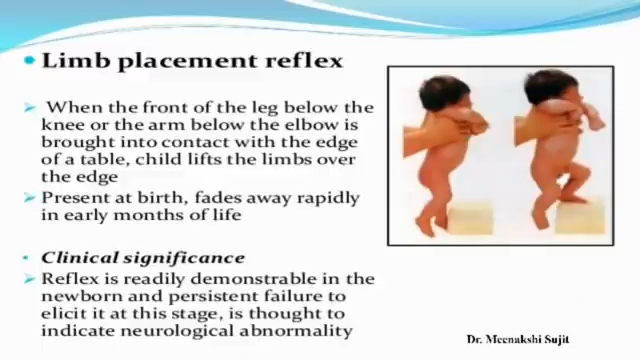 Limb placement reflex
When the front of the leg below the
knee or the arm below the elbow is
brought into contact with the edge
of a table, child lifts the limbs over
the edge
Present at birth, fades away rapidly
in early months of life
Clinical significance
Reflex is readily demonstrable in the
newborn and persistent failure to
elicit it at this stage, is thought to
indicate neurological abnormality
Dr. Meenakshi Sujit